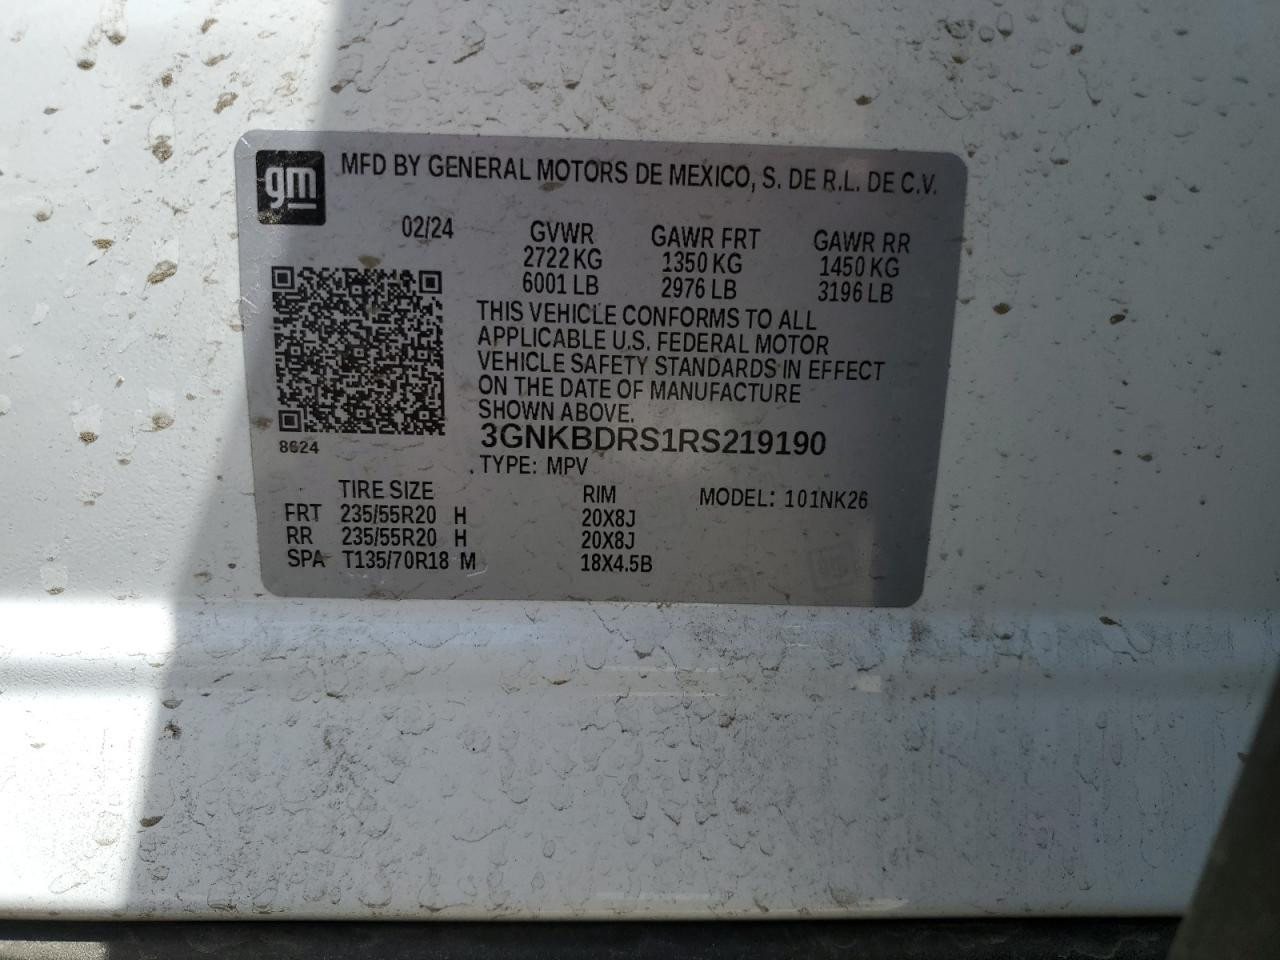 gm
MFD BY GENERAL MOTORS DE MEXICO, S. DE R.L. DE C.V.
02/24
GVWR GAWR FRT GAWR RR
2722 KG 1350 KG 1450 KG
6001 LB 2976 LB 3196 LB
THIS VEHICLE CONFORMS TO ALL
APPLICABLE U.S. FEDERAL MOTOR
VEHICLE SAFETY STANDARDS IN EFFECT
ON THE DATE OF MANUFACTURE
SHOWN ABOVE.
8624
3GNKBDRS1RS219190
TYPE: MPV
TIRE SIZE RIM MODEL: 101NK26
FRT 235/55R20 H 20X8J
RR 235/55R20 H 20X8J
SPA T135/70R18 M 18X4.5B